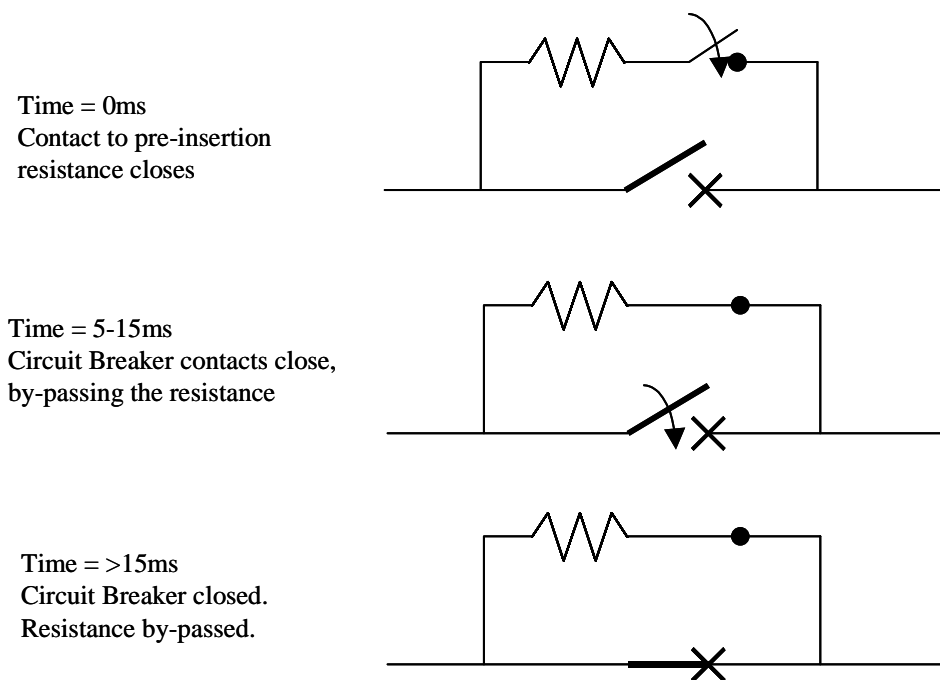 Time = 0ms
Contact to pre-insertion
resistance closes
Time = 5-15ms
Circuit Breaker contacts close,
by-passing the resistance
Time = >15ms
Circuit Breaker closed.
Resistance by-passed.